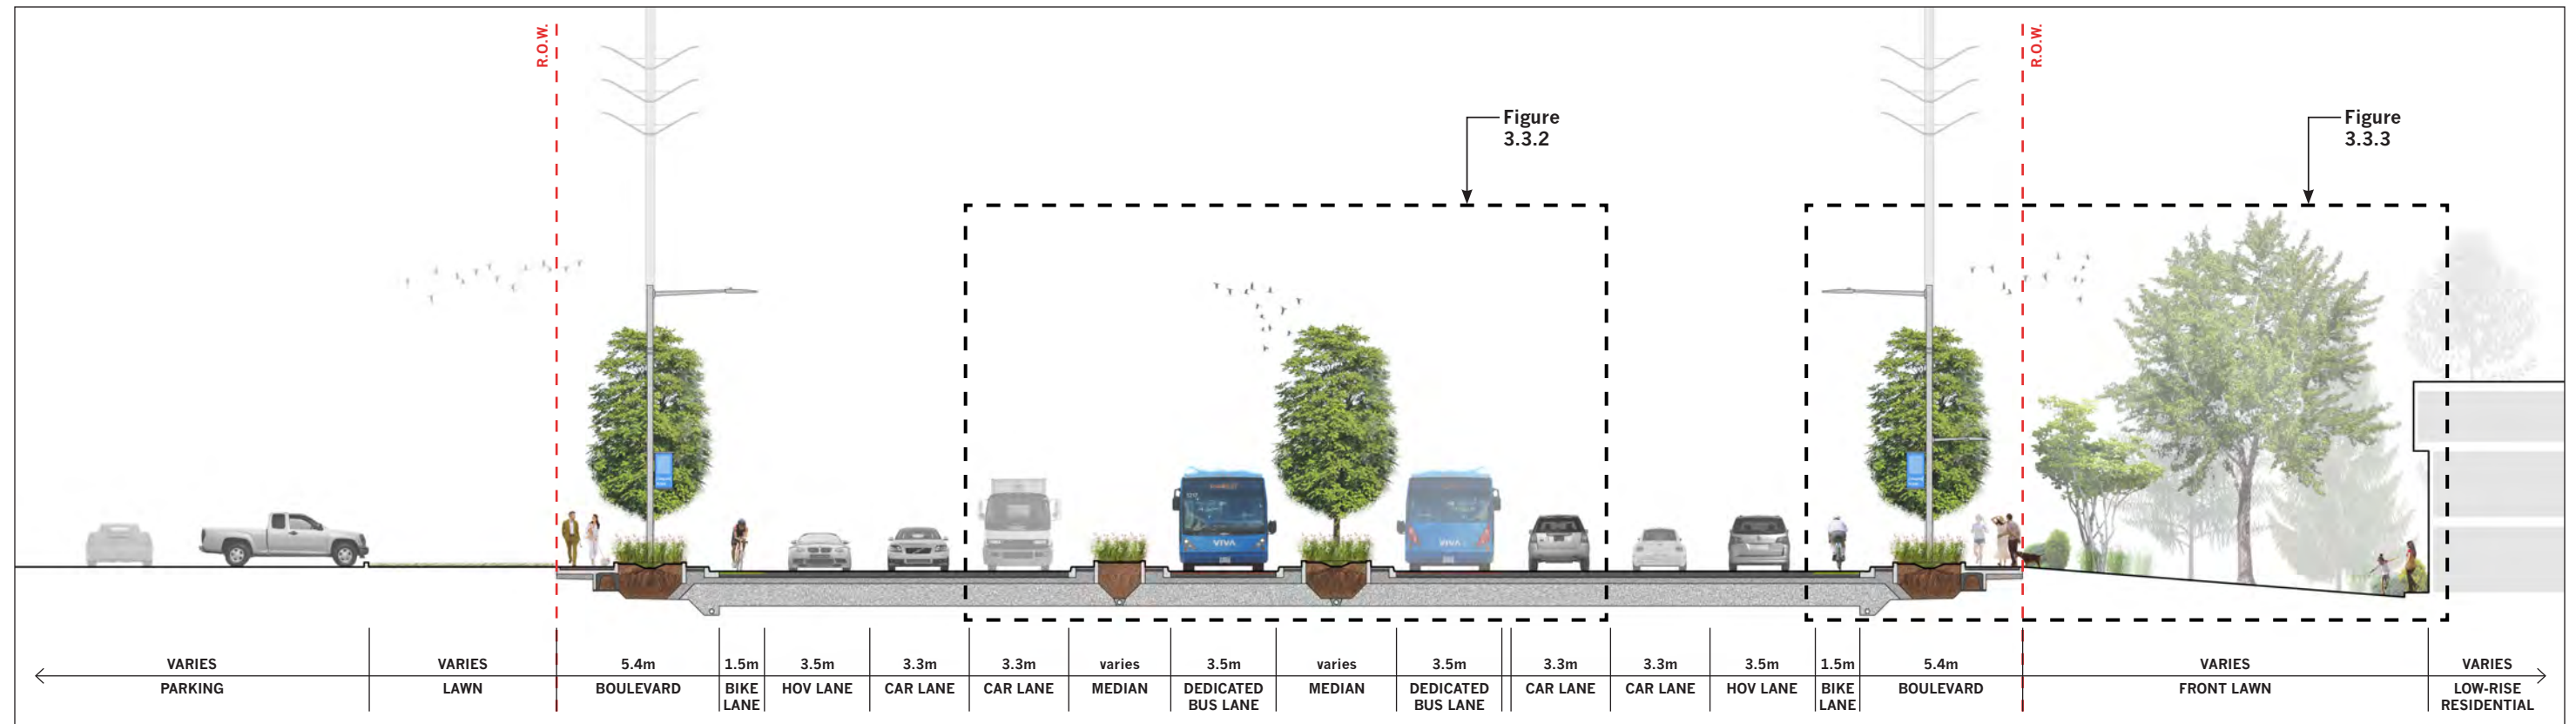 R.O.W.
R.O.W.
Figure
3.3.2
Figure
3.3.3
VIVA
VIVA
VARIES
PARKING
VARIES
LAWN
5.4m
BOULEVARD
1.5m
BIKE
LANE
3.5m
HOV LANE
3.3m
CAR LANE
3.3m
CAR LANE
varies
MEDIAN
3.5m
DEDICATED
BUS LANE
varies
MEDIAN
3.5m
DEDICATED
BUS LANE
3.3m
CAR LANE
3.3m
CAR LANE
3.5m
HOV LANE
1.5m
BIKE
LANE
5.4m
BOULEVARD
VARIES
FRONT LAWN
VARIES
LOW-RISE
RESIDENTIAL